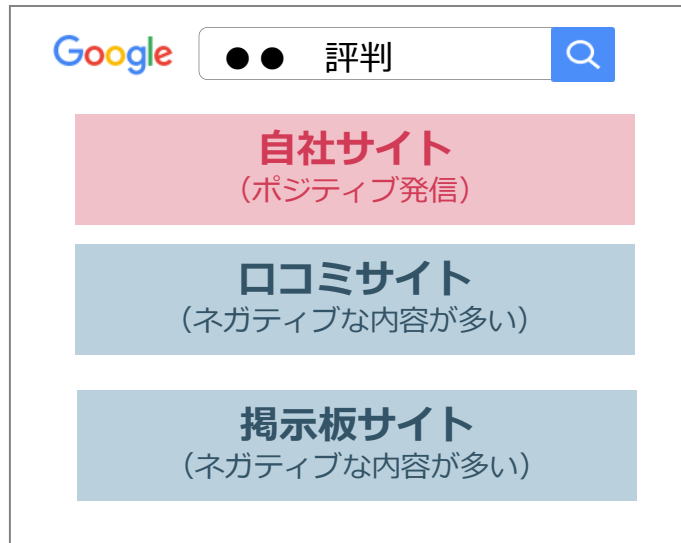 Google ●● 評判
自社サイト
（ポジティブ発信）
口コミサイト
（ネガティブな内容が多い）
掲示板サイト
（ネガティブな内容が多い）